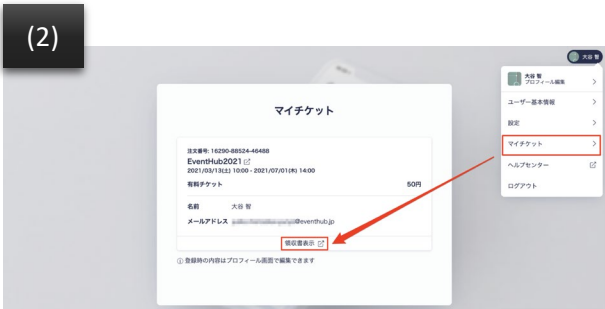 (2)
大谷 智
大谷 智
プロフィール編集
ユーザー基本情報
設定
マイチケット
ヘルプセンター
ログアウト
マイチケット
注文番号: 16290-88524-46488
EventHub2021
2021/03/13(土) 10:00 - 2021/07/01(木) 14:00
有料チケット 50円
名前 大谷 智
メールアドレス @eventhub.jp
領収書表示
登録時の内容はプロフィール画面で編集できます